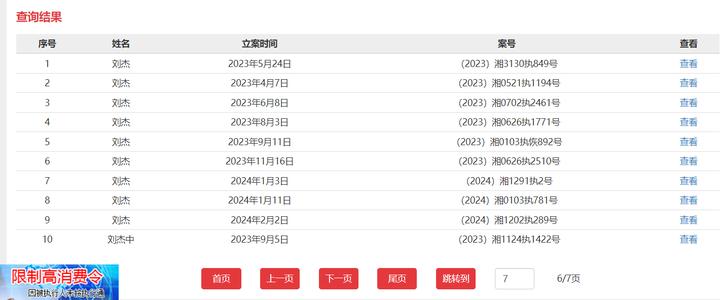 查询结果
序号 姓名 立案时间 案号 查看
1 刘杰 2023年5月24日 （2023）湘3130执849号 查看
2 刘杰 2023年4月7日 （2023）湘0521执1194号 查看
3 刘杰 2023年6月8日 （2023）湘0702执2461号 查看
4 刘杰 2023年8月3日 （2023）湘0626执1771号 查看
5 刘杰 2023年9月11日 （2023）湘0103执恢892号 查看
6 刘杰 2023年11月16日 （2023）湘0626执2510号 查看
7 刘杰 2024年1月3日 （2024）湘1291执2号 查看
8 刘杰 2024年1月11日 （2024）湘0103执781号 查看
9 刘杰 2024年2月2日 （2024）湘1202执289号 查看
10 刘杰中 2023年9月5日 （2023）湘1124执1422号 查看
限制高消费令
首页 上一页 下一页 尾页 跳转到 7 6/7页